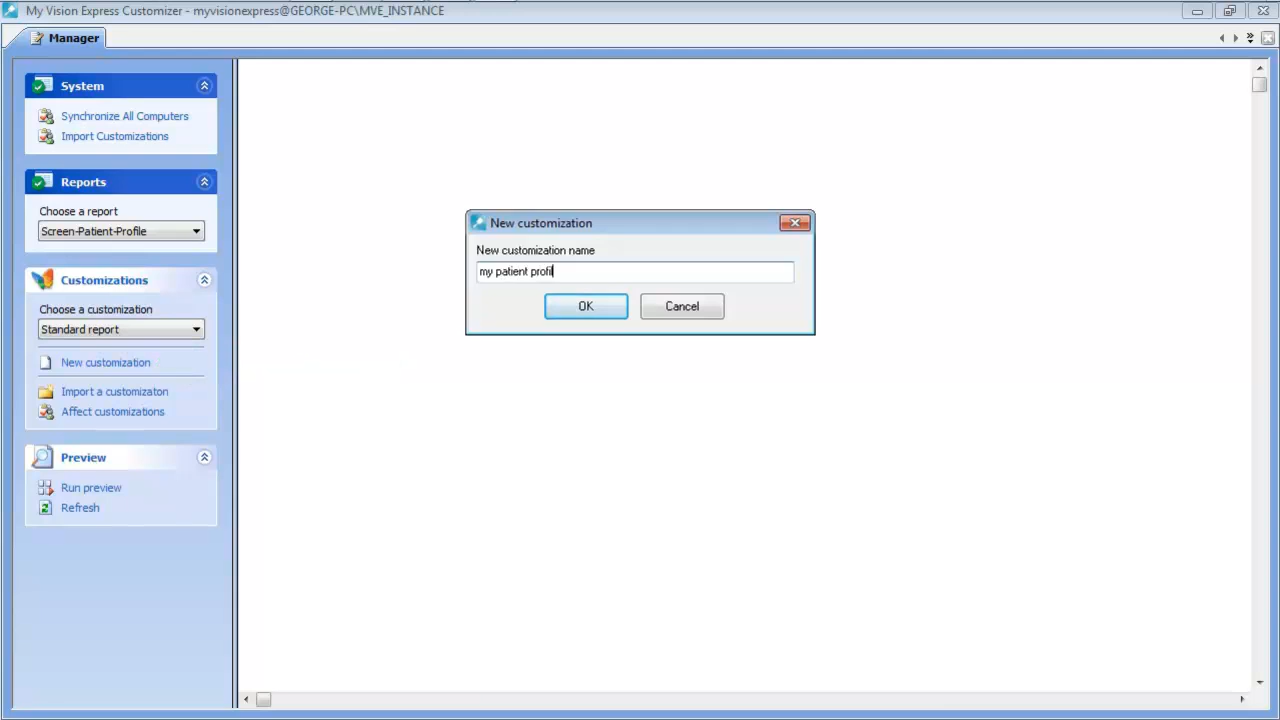 My Vision Express Customizer - myvisionexpress@GEORGE-PC\MVE_INSTANCE
Manager
System
Synchronize All Computers
Import Customizations
Reports
Choose a report
Screen-Patient-Profile
Customizations
Choose a customization
Standard report
New customization
Import a customizaton
Affect customizations
Preview
Run preview
Refresh
New customization
New customization name
my patient profil
OK
Cancel